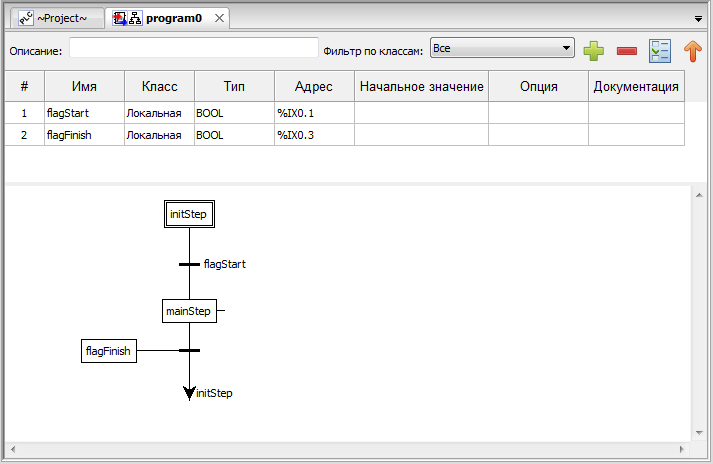 ~Project~ program0
Описание: Фильтр по классам: Все
# Имя Класс Тип Адрес Начальное значение Опция Документация
1 flagStart Локальная BOOL %IX0.1
2 flagFinish Локальная BOOL %IX0.3
initStep
flagStart
mainStep
flagFinish
initStep